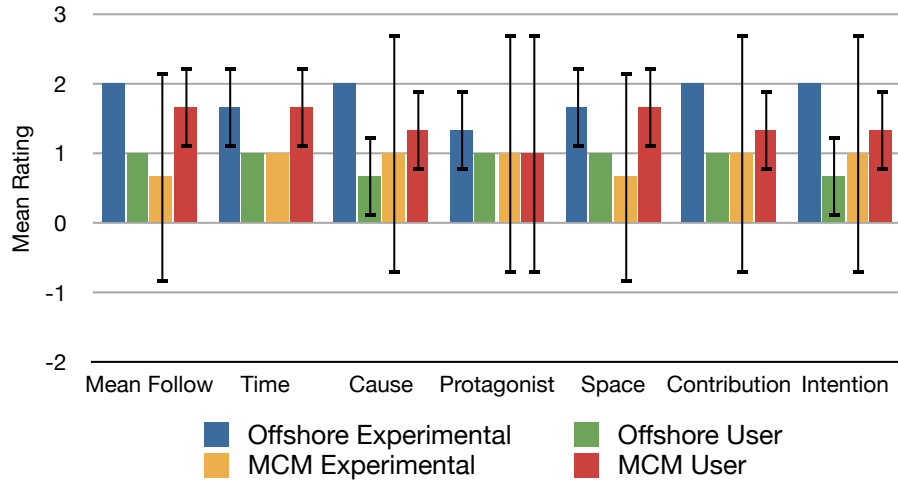 3
2
1
0
-1
-2
Mean Rating
Mean Follow Time Cause Protagonist Space Contribution Intention
Offshore Experimental Offshore User
MCM Experimental MCM User